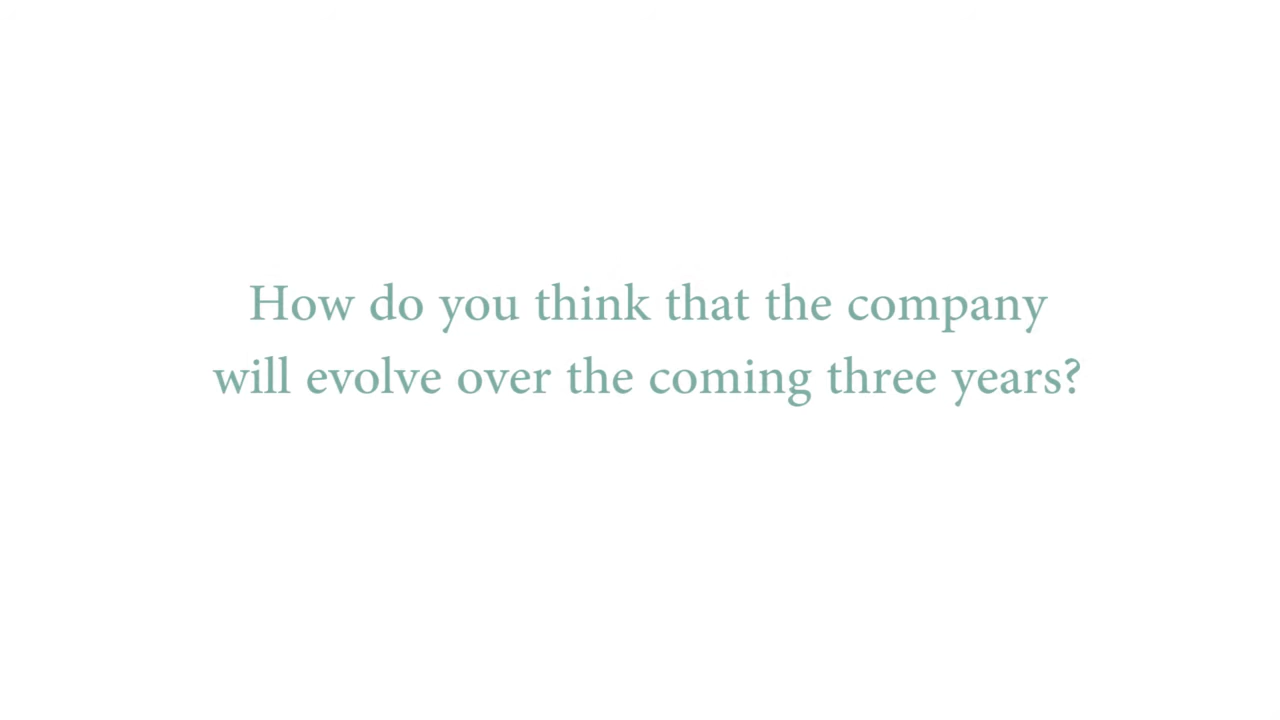 How do you think that the company
will evolve over the coming three years?